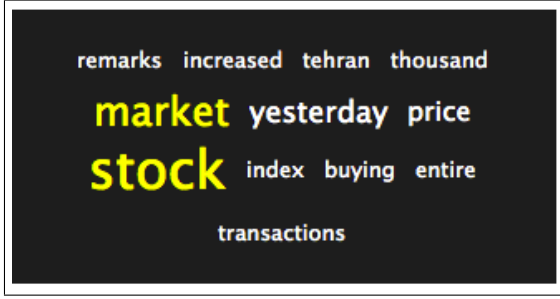 remarks increased tehran thousand
market yesterday price
stock index buying entire
transactions